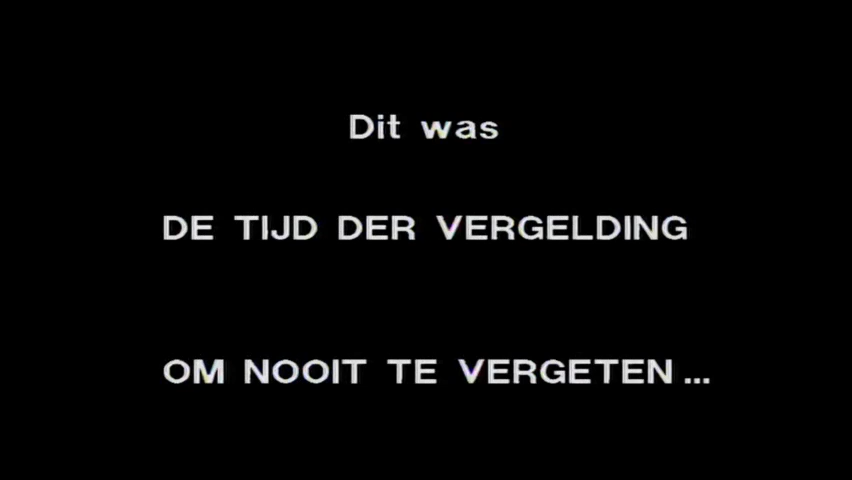 Dit was
DE TIJD DER VERGELDING
OM NOOIT TE VERGETEN...